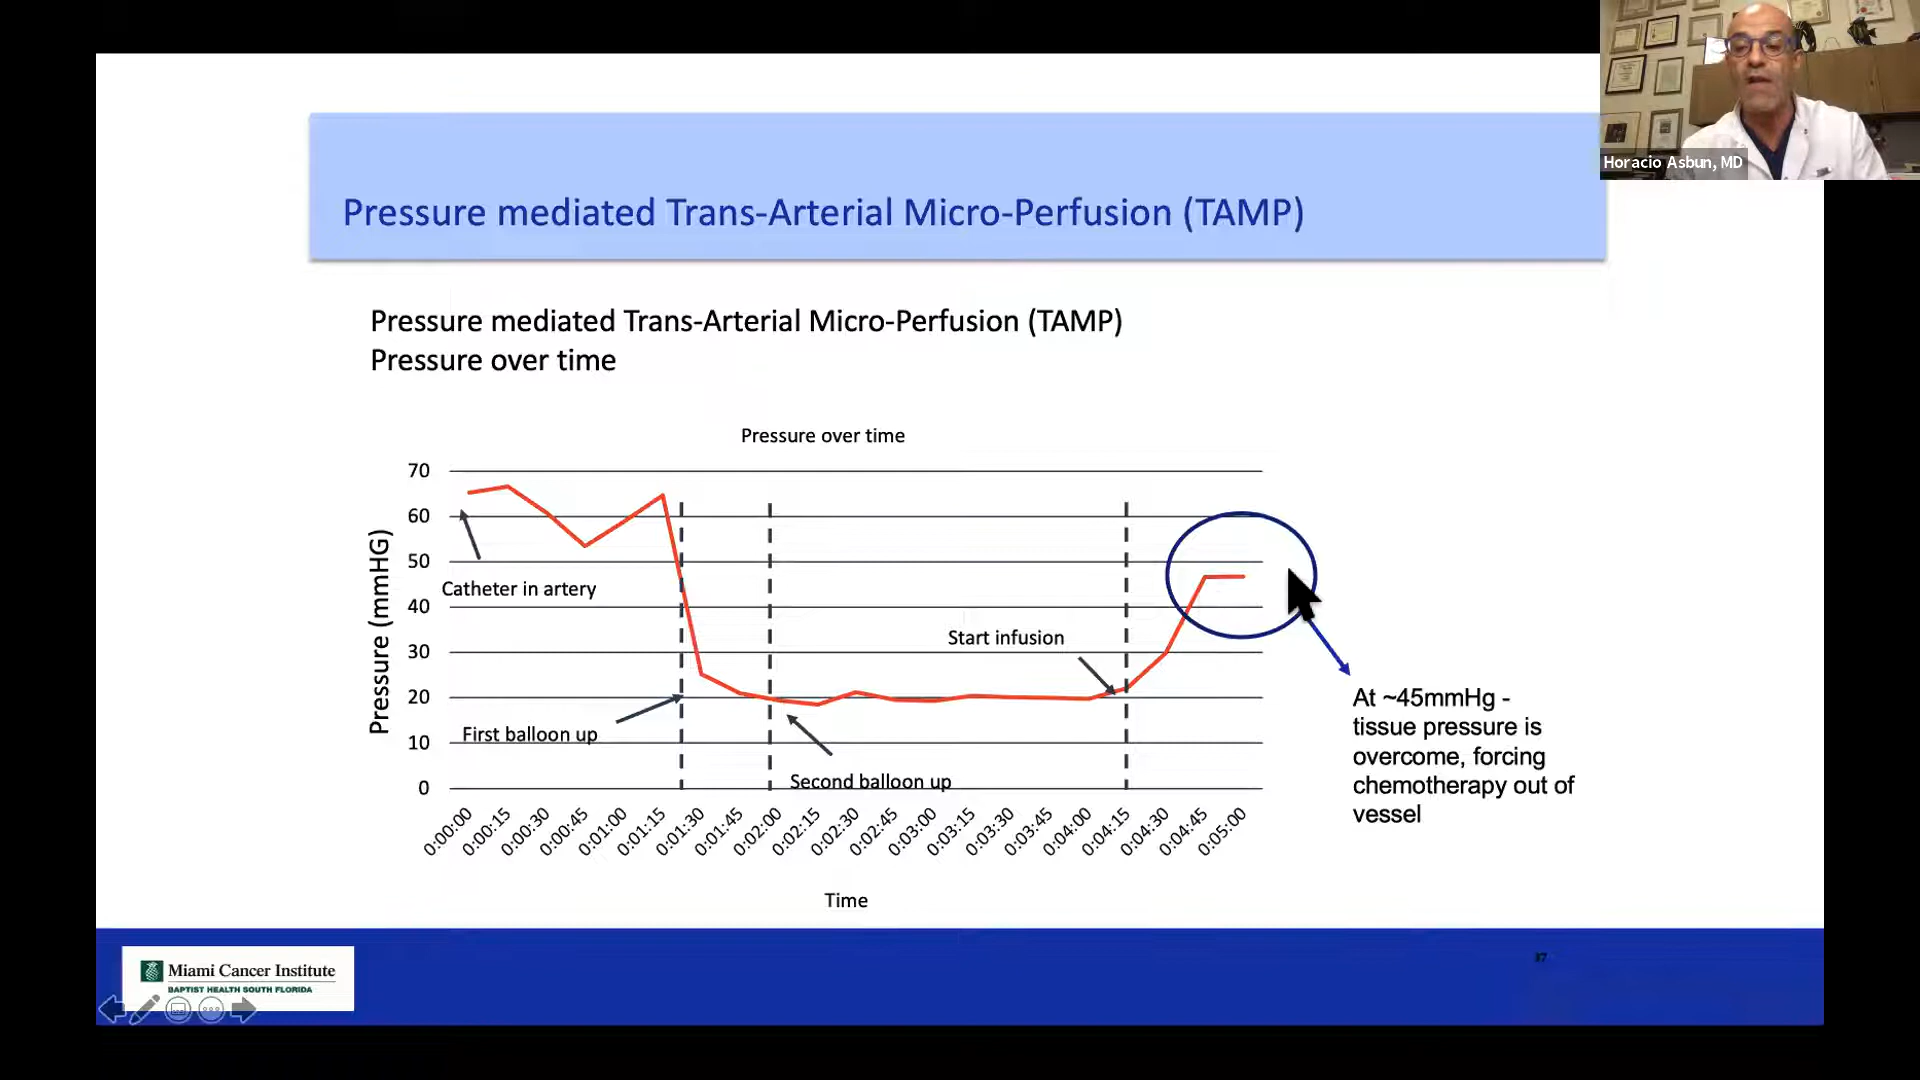 Horacio Asbun, MD
Pressure mediated Trans-Arterial Micro-Perfusion (TAMP)
Pressure mediated Trans-Arterial Micro-Perfusion (TAMP)
Pressure over time
Pressure over time
Pressure (mmHG)
70
60
50
40
30
20
10
0
Catheter in artery
First balloon up
Second balloon up
Start infusion
At ~45mmHg -
tissue pressure is
overcome, forcing
chemotherapy out of
vessel
0:00:00
0:00:15
0:00:30
0:00:45
0:01:00
0:01:15
0:01:30
0:01:45
0:02:00
0:02:15
0:02:30
0:02:45
0:03:00
0:03:15
0:03:30
0:03:45
0:04:00
0:04:15
0:04:30
0:04:45
0:05:00
Time
Miami Cancer Institute
BAPTIST HEALTH SOUTH FLORIDA
37